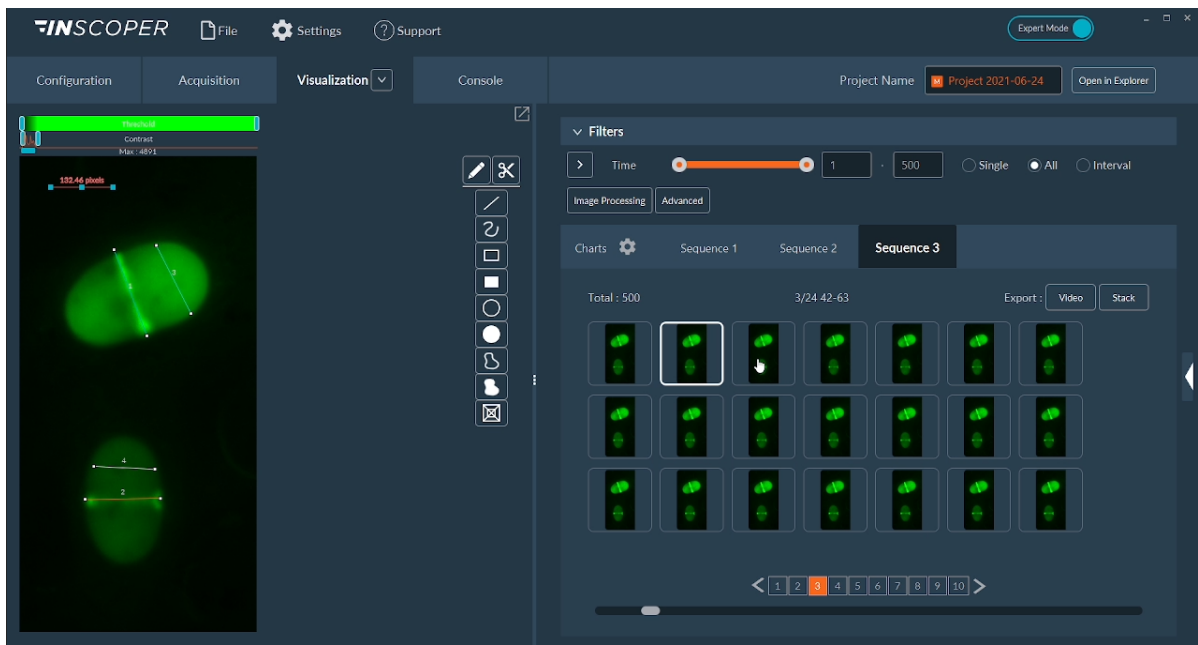 INSCOPER
File
Settings
Support
Expert Mode
Configuration
Acquisition
Visualization
Console
Project Name
Project 2021-06-24
Open in Explorer
Threshold
Contrast
Max : 4891
132.46 pixels
1
3
4
2
Filters
Time
1 - 500
Single
All
Interval
Image Processing
Advanced
Charts
Sequence 1
Sequence 2
Sequence 3
Total : 500
3/24 42-63
Export :
Video
Stack
1 2 3 4 5 6 7 8 9 10